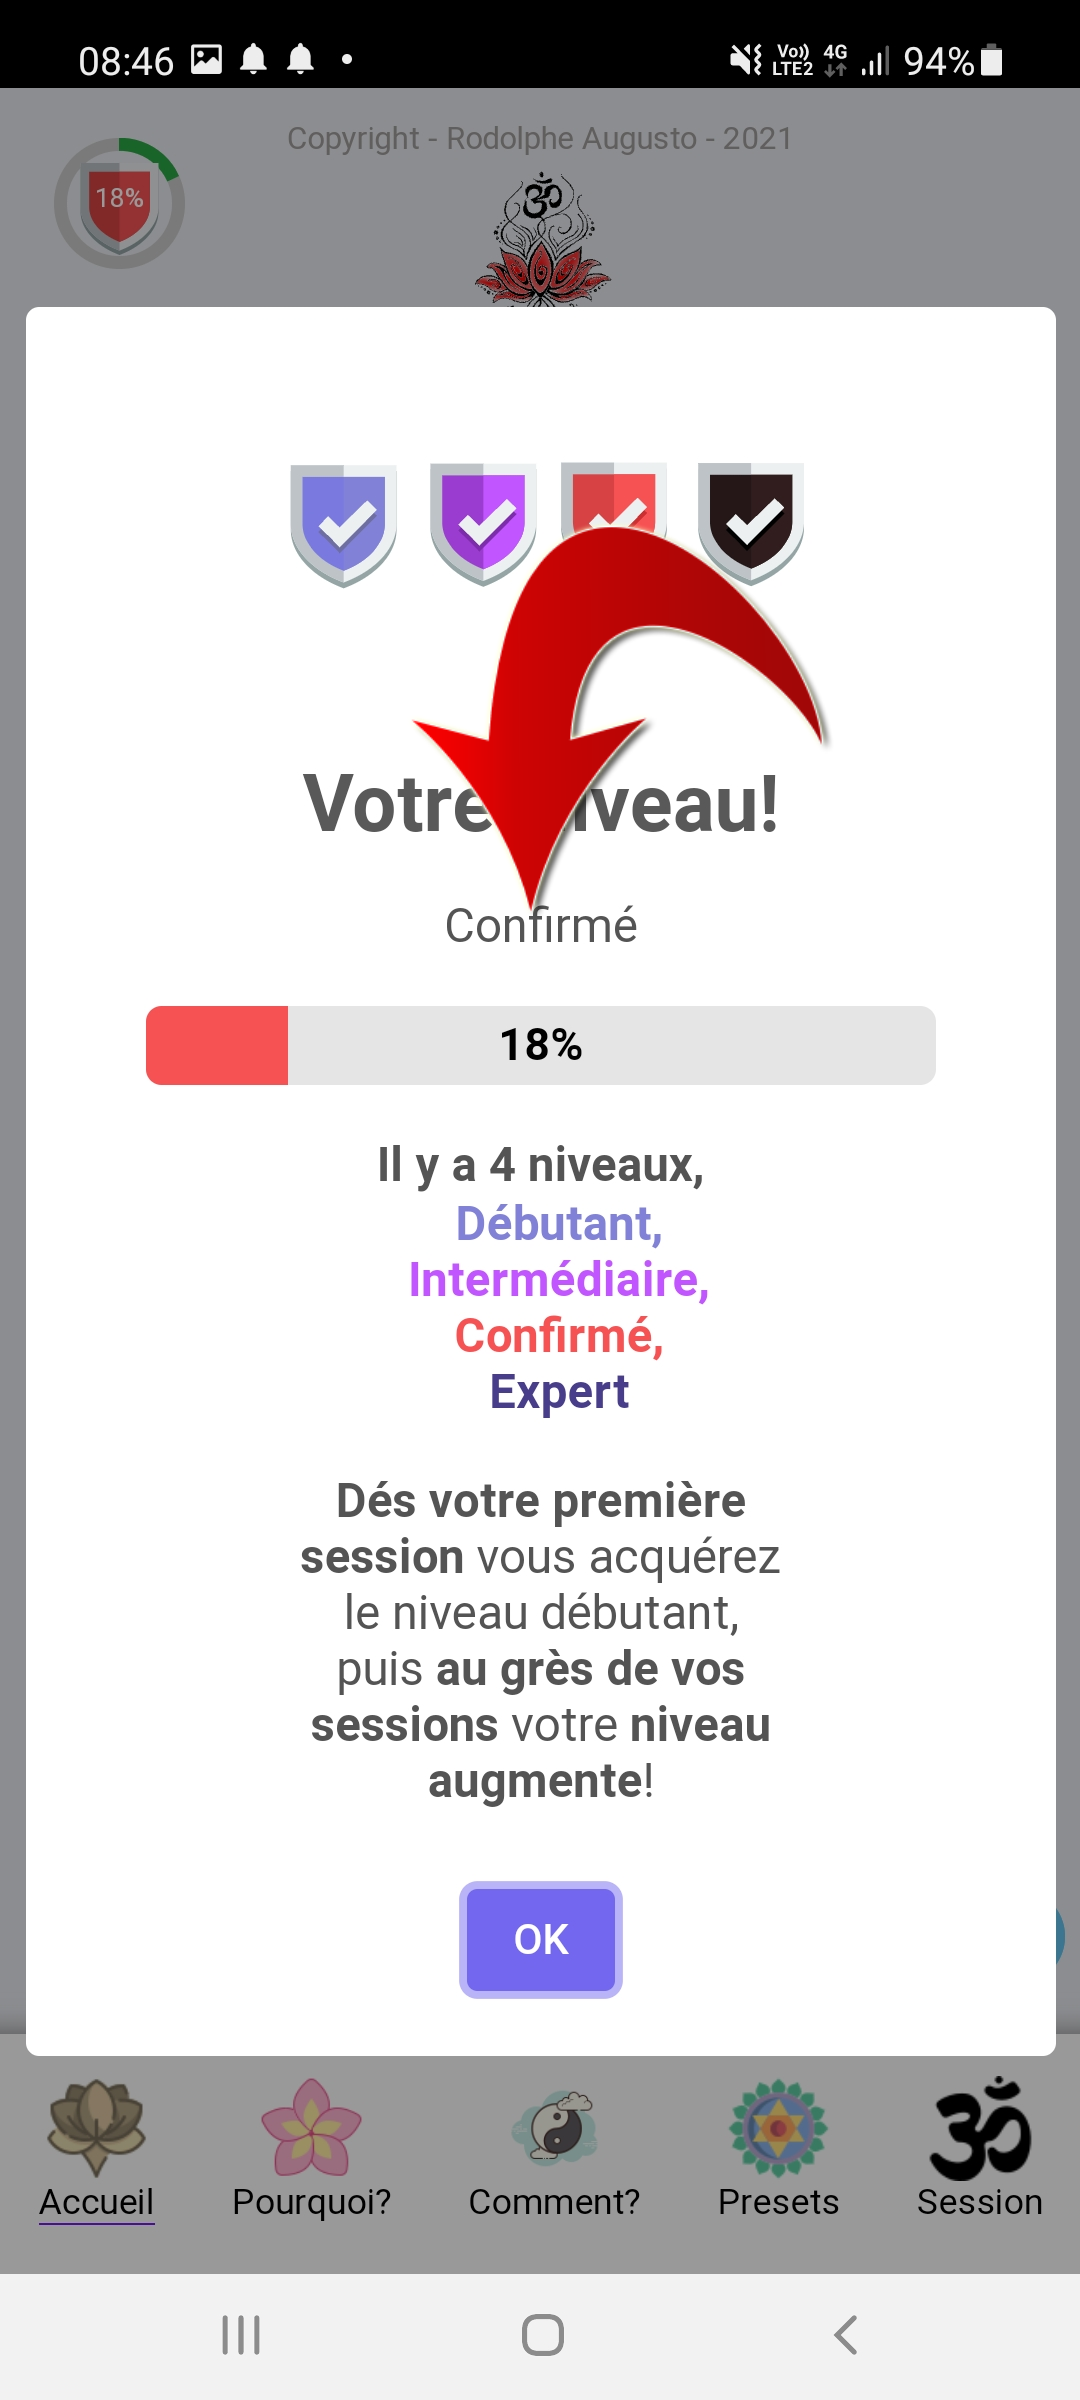 08:46 Vo)) LTE2 4G 94%
Copyright - Rodolphe Augusto - 2021
18%
Votre niveau!
Confirmé
18%
Il y a 4 niveaux,
Débutant,
Intermédiaire,
Confirmé,
Expert
Dés votre première
session vous acquérez
le niveau débutant,
puis au grès de vos
sessions votre niveau
augmente!
OK
Accueil Pourquoi? Comment? Presets Session